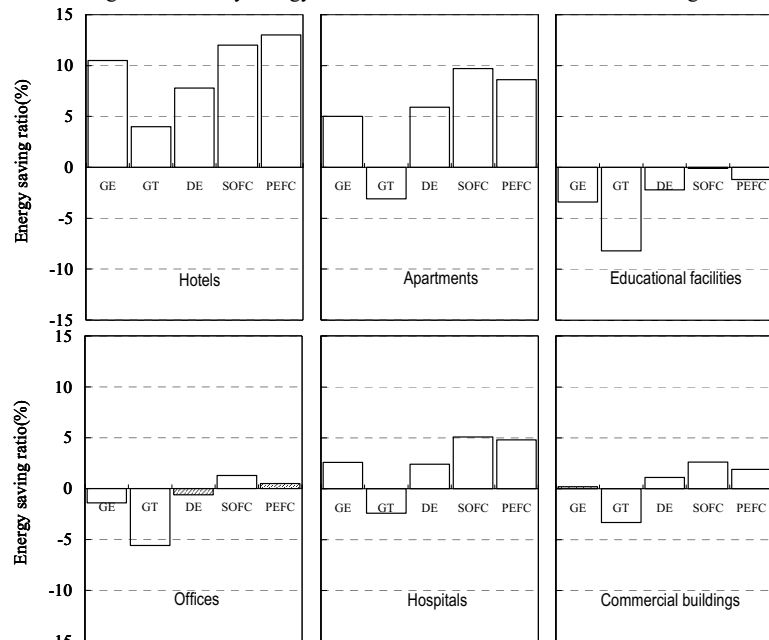 15
10
5
0
-5
-10
-15
Energy saving ratio(%)
GE GT DE SOFC PEFC
Hotels
GE GT DE SOFC PEFC
Apartments
GE GT DE SOFC PEFC
Educational facilities
15
10
5
0
-5
-10
-15
Energy saving ratio(%)
GE GT DE SOFC PEFC
Offices
GE GT DE SOFC PEFC
Hospitals
GE GT DE SOFC PEFC
Commercial buildings